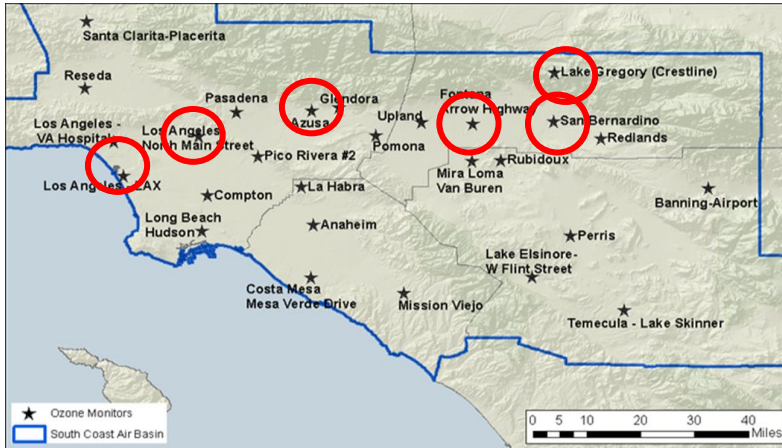 Santa Clarita-Placerita
Reseda
Lake Gregory (Crestline)
Pasadena
Glendora
Azusa
Fontana
Arrow Highway
Upland
San Bernardino
Los Angeles -
VA Hospital
Los Angeles
North Main Street
Pomona
Redlands
Pico Rivera #2
Rubidoux
Mira Loma
Van Buren
Los Angeles - LAX
La Habra
Compton
Banning-Airport
Long Beach
Hudson
Anaheim
Perris
Lake Elsinore-
W Flint Street
Costa Mesa
Mesa Verde Drive
Mission Viejo
Temecula - Lake Skinner
Ozone Monitors
South Coast Air Basin
0 5 10 20 30 40
Miles